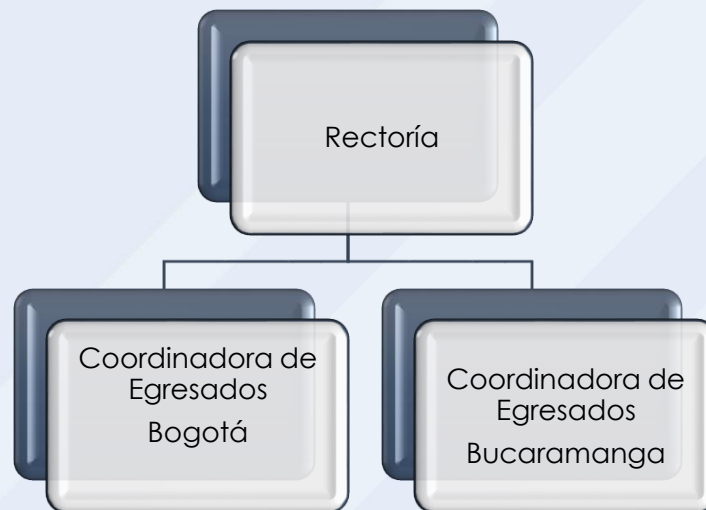 Rectoría
Coordinadora de
Egresados
Bogotá
Coordinadora de
Egresados
Bucaramanga